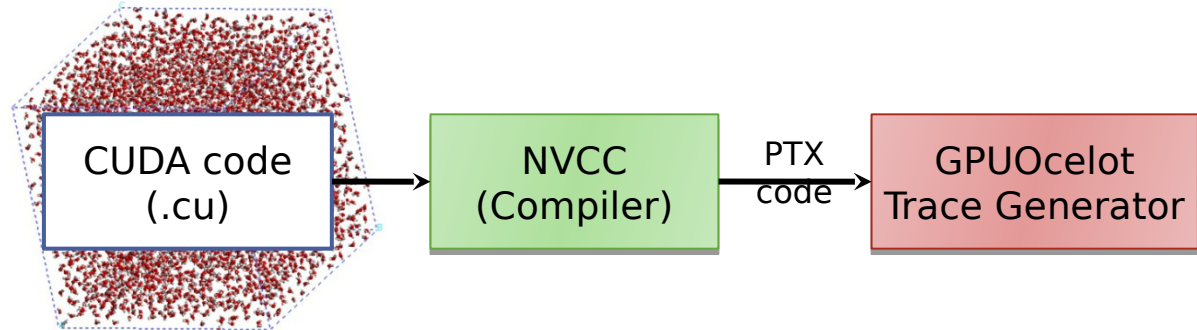 CUDA code
(.cu)
NVCC
(Compiler)
PTX
code
GPUOcelot
Trace Generator